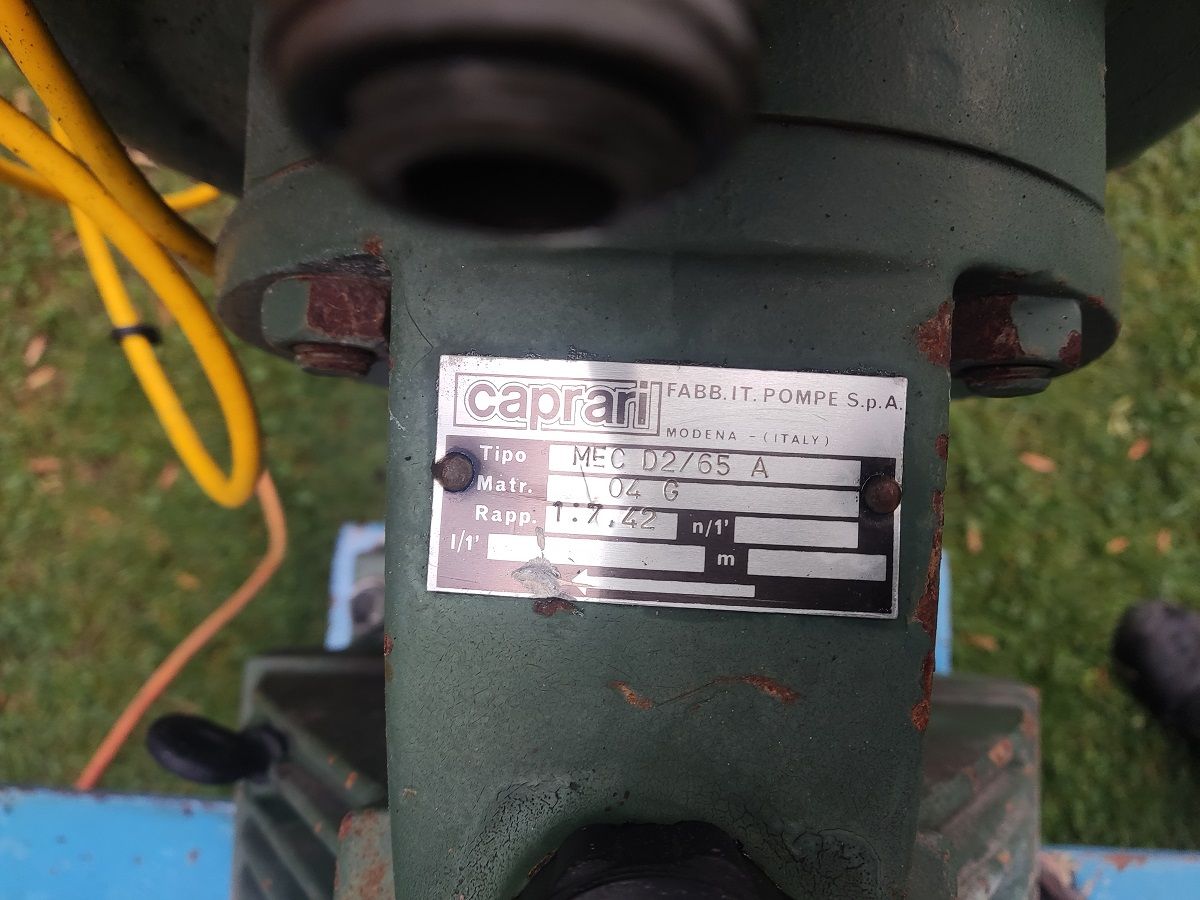 caprari FABB. IT. POMPE S.p.A.
MODENA - (ITALY)
Tipo MEC D2/65 A
Matr. 04 G
Rapp. 1:7,42 n/1'
l/1' m